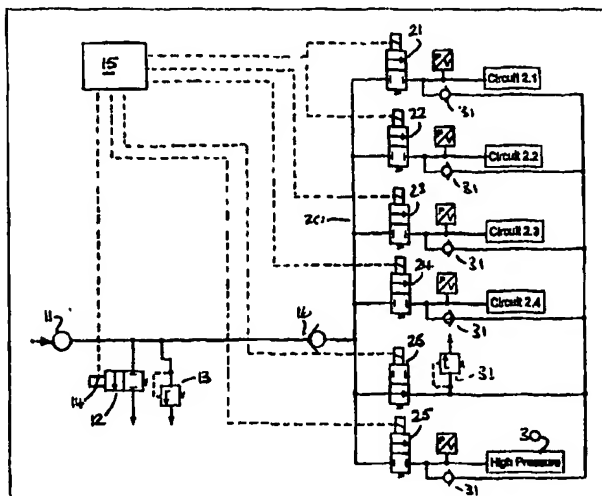 21
15
P/V
Circuit 2.1
31
22
P/V
Circuit 2.2
31
23
P/V
201
Circuit 2.3
31
24
P/V
11
16
Circuit 2.4
31
26
13
31
14
12
25
P/V
30
High Pressure
31